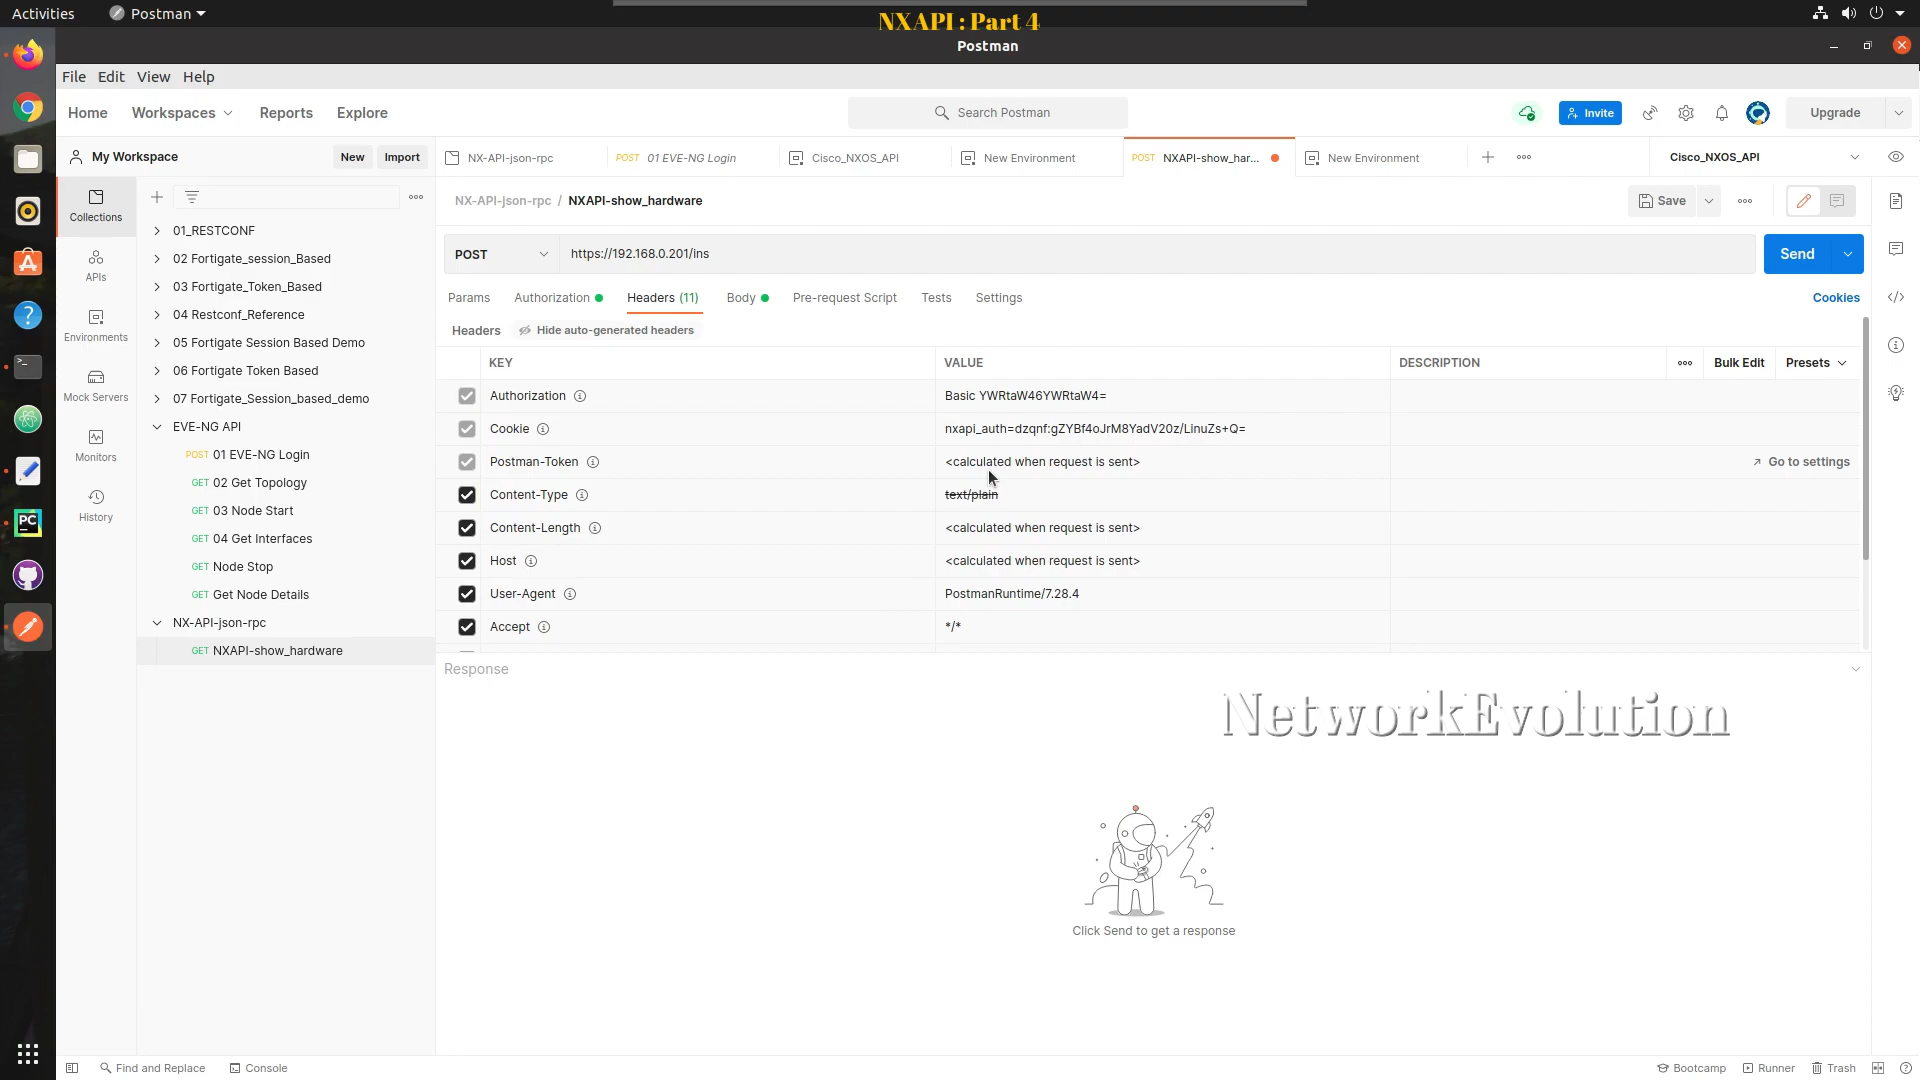 Activities
Postman
NXAPI : Part 4
Postman
File Edit View Help
Home Workspaces Reports Explore
Search Postman
Invite
Upgrade
My Workspace
New Import
NX-API-json-rpc
POST 01 EVE-NG Login
Cisco_NXOS_API
New Environment
POST NXAPI-show_har...
New Environment
Cisco_NXOS_API
Collections
APIs
Environments
Mock Servers
Monitors
History
01_RESTCONF
02 Fortigate_session_Based
03 Fortigate_Token_Based
04 Restconf_Reference
05 Fortigate Session Based Demo
06 Fortigate Token Based
07 Fortigate_Session_based_demo
EVE-NG API
POST 01 EVE-NG Login
GET 02 Get Topology
GET 03 Node Start
GET 04 Get Interfaces
GET Node Stop
GET Get Node Details
NX-API-json-rpc
GET NXAPI-show_hardware
NX-API-json-rpc / NXAPI-show_hardware
Save
POST
https://192.168.0.201/ins
Send
Params Authorization Headers (11) Body Pre-request Script Tests Settings
Cookies
Headers Hide auto-generated headers
KEY VALUE DESCRIPTION
Bulk Edit Presets
Authorization Basic YWRtaW46YWRtaW4=
Cookie nxapi_auth=dzqnf:gZYBf4oJrM8YadV20z/LinuZs+Q=
Postman-Token <calculated when request is sent> Go to settings
Content-Type text/plain
Content-Length <calculated when request is sent>
Host <calculated when request is sent>
User-Agent PostmanRuntime/7.28.4
Accept */*
Response
NetworkEvolution
Click Send to get a response
Find and Replace Console
Bootcamp Runner Trash